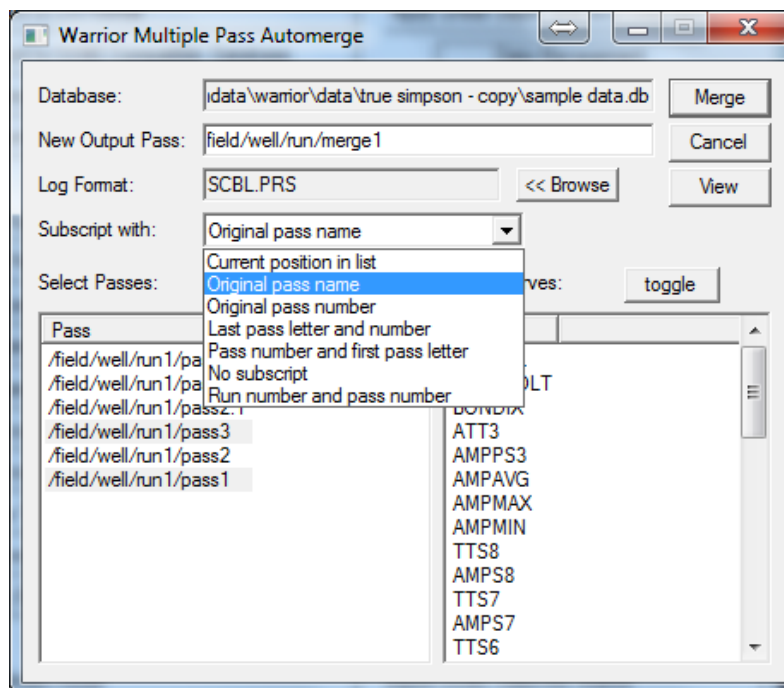 Warrior Multiple Pass Automerge
Database: data\warrior\data\true simpson - copy\sample data.db Merge
New Output Pass: field/well/run/merge1 Cancel
Log Format: SCBL.PRS << Browse View
Subscript with: Original pass name
Current position in list
Original pass name
Original pass number
Last pass letter and number
Pass number and first pass letter
No subscript
Run number and pass number
Select Passes: toggle
Pass
/field/well/run1/pa
/field/well/run1/pa
/field/well/run1/pass2.1
/field/well/run1/pass3
/field/well/run1/pass2
/field/well/run1/pass1
BONDIX
ATT3
AMPPS3
AMPAVG
AMPMAX
AMPMIN
TTS8
AMPS8
TTS7
AMPS7
TTS6